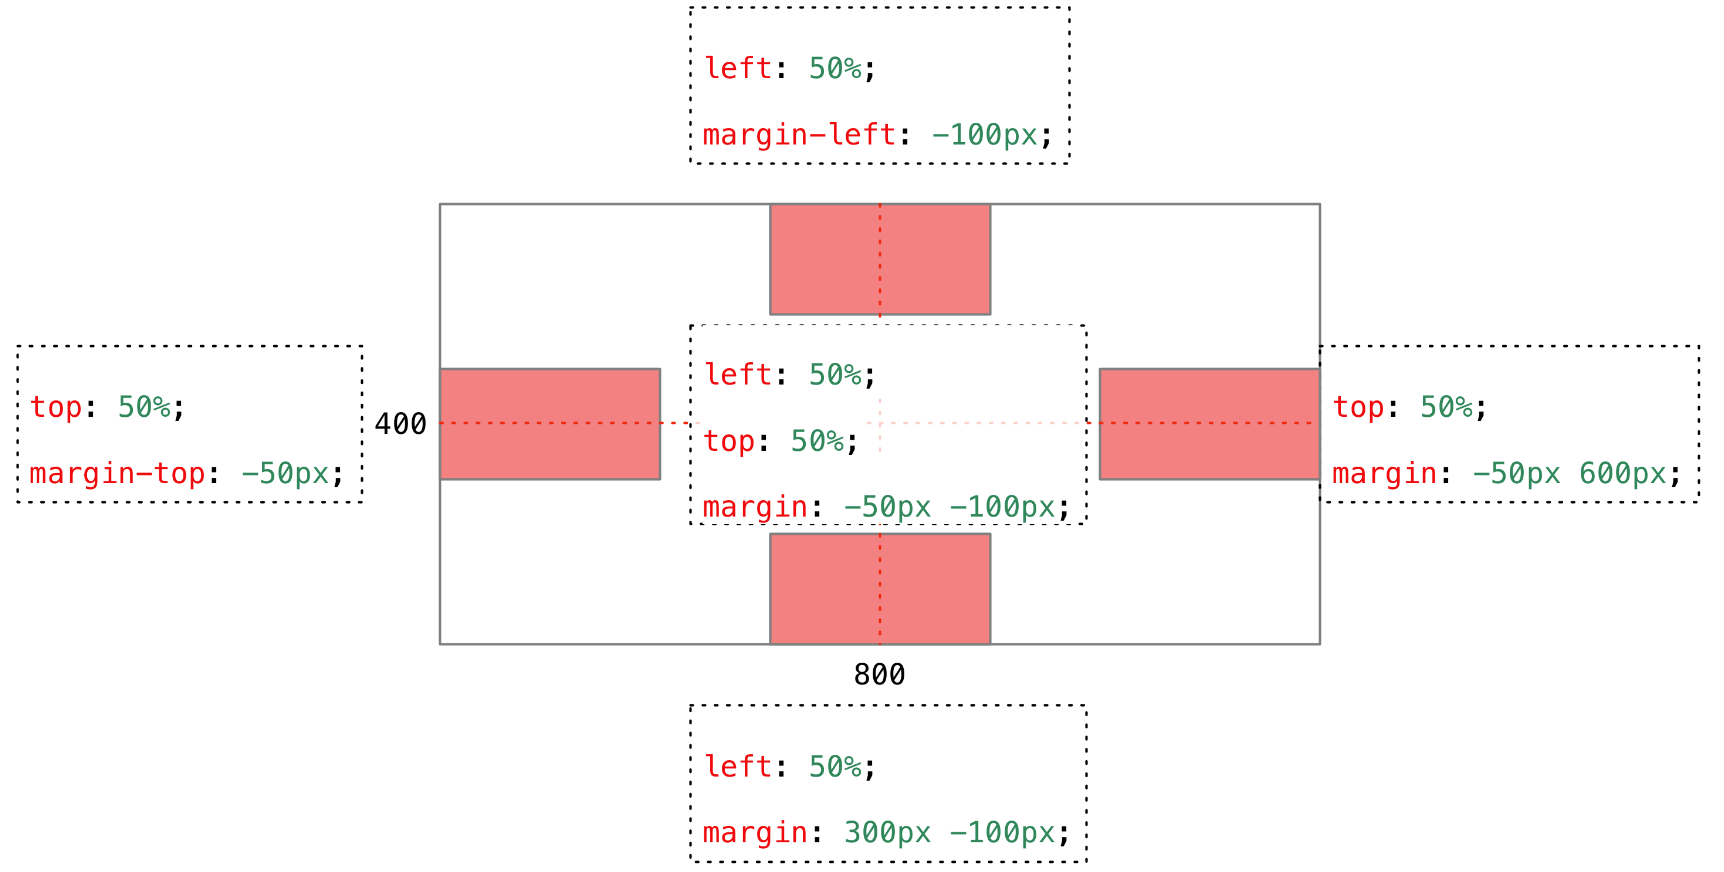 left: 50%;
margin-left: -100px;
left: 50%;
top: 50%;
margin: -50px -100px;
top: 50%;
margin-top: -50px;
400
top: 50%;
margin: -50px 600px;
800
left: 50%;
margin: 300px -100px;